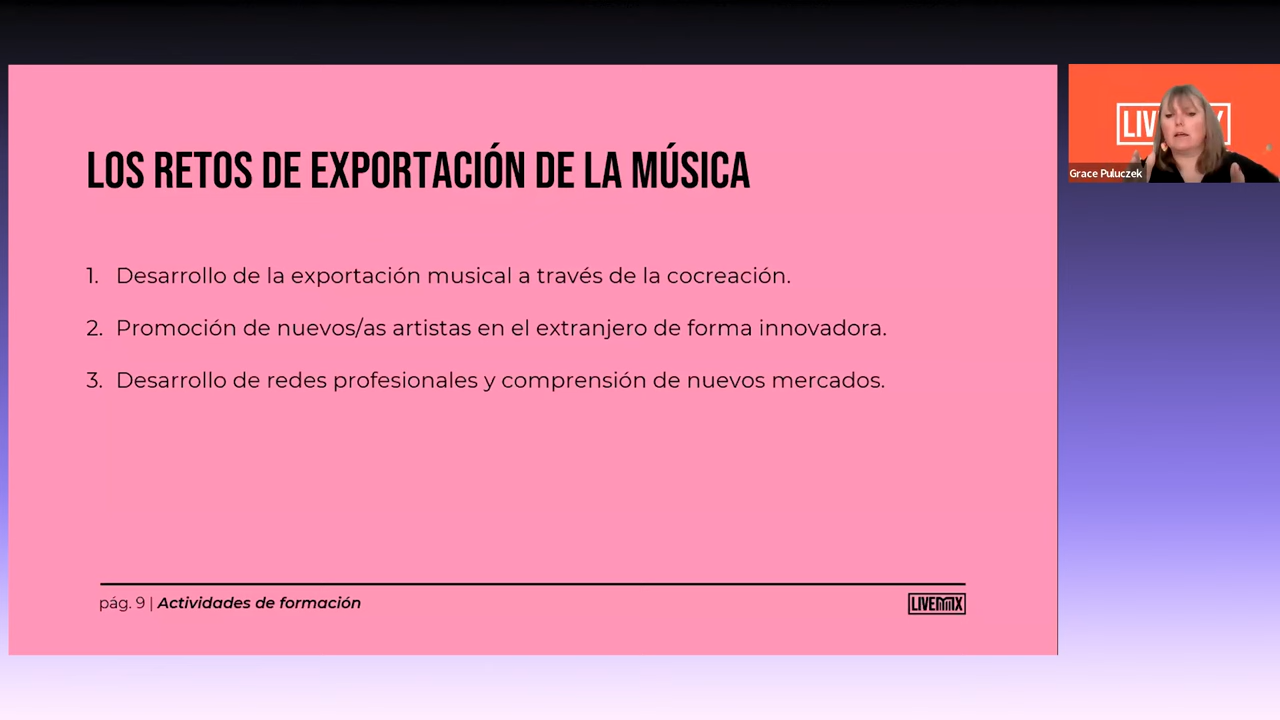 LOS RETOS DE EXPORTACIÓN DE LA MÚSICA
1. Desarrollo de la exportación musical a través de la cocreación.
2. Promoción de nuevos/as artistas en el extranjero de forma innovadora.
3. Desarrollo de redes profesionales y comprensión de nuevos mercados.
pág. 9 | Actividades de formación
LIVEMX
LIV X
Grace Puluczek